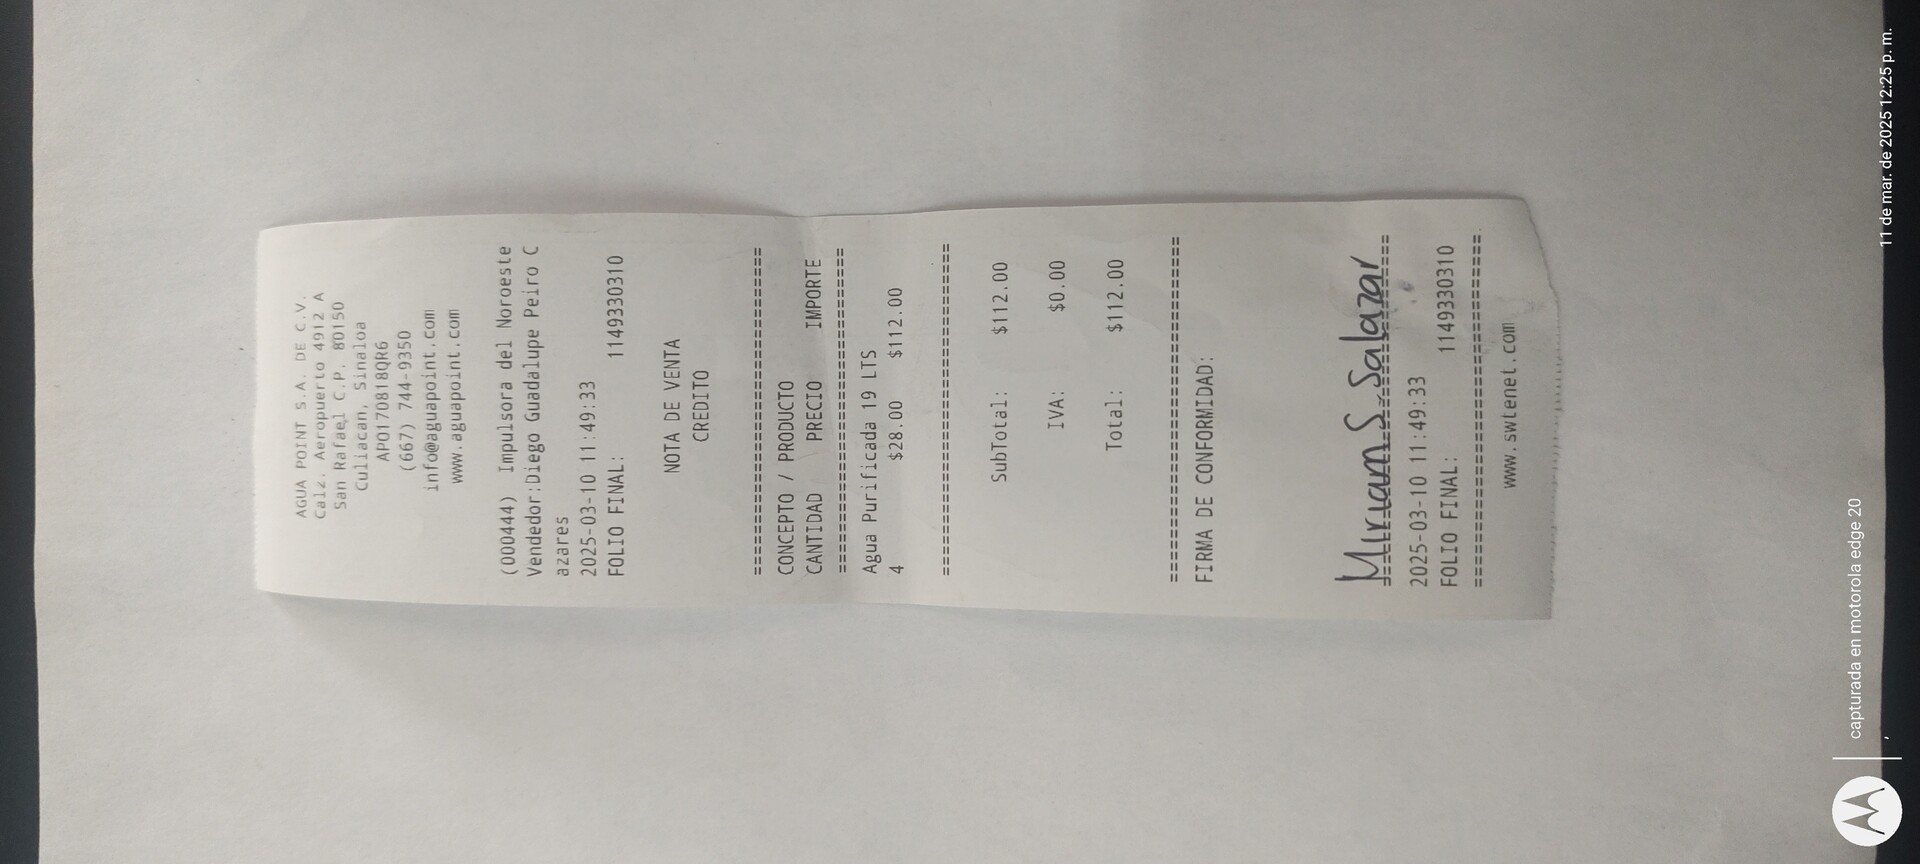 AGUA POINT S.A. DE C.V.
Calz. Aeropuerto 4912 A
San Rafael C.P. 80150
Culiacan, Sinaloa
APO170818QR6
(667) 744-9350
info@aguapoint.com
www.aguapoint.com
(000444) Impulsora del Noroeste
Vendedor:Diego Guadalupe Peiro C
azares
2025-03-10 11:49:33
FOLIO FINAL: 1149330310
NOTA DE VENTA
CREDITO
================================
CONCEPTO / PRODUCTO
CANTIDAD PRECIO IMPORTE
================================
Agua Purificada 19 LTS
4 $28.00 $112.00
================================
SubTotal: $112.00
IVA: $0.00
Total: $112.00
================================
FIRMA DE CONFORMIDAD:
Miriam S. Salazar
================================
2025-03-10 11:49:33
FOLIO FINAL: 1149330310
================================
www.swtenet.com
capturada en motorola edge 20
11 de mar. de 2025 12:25 p. m.